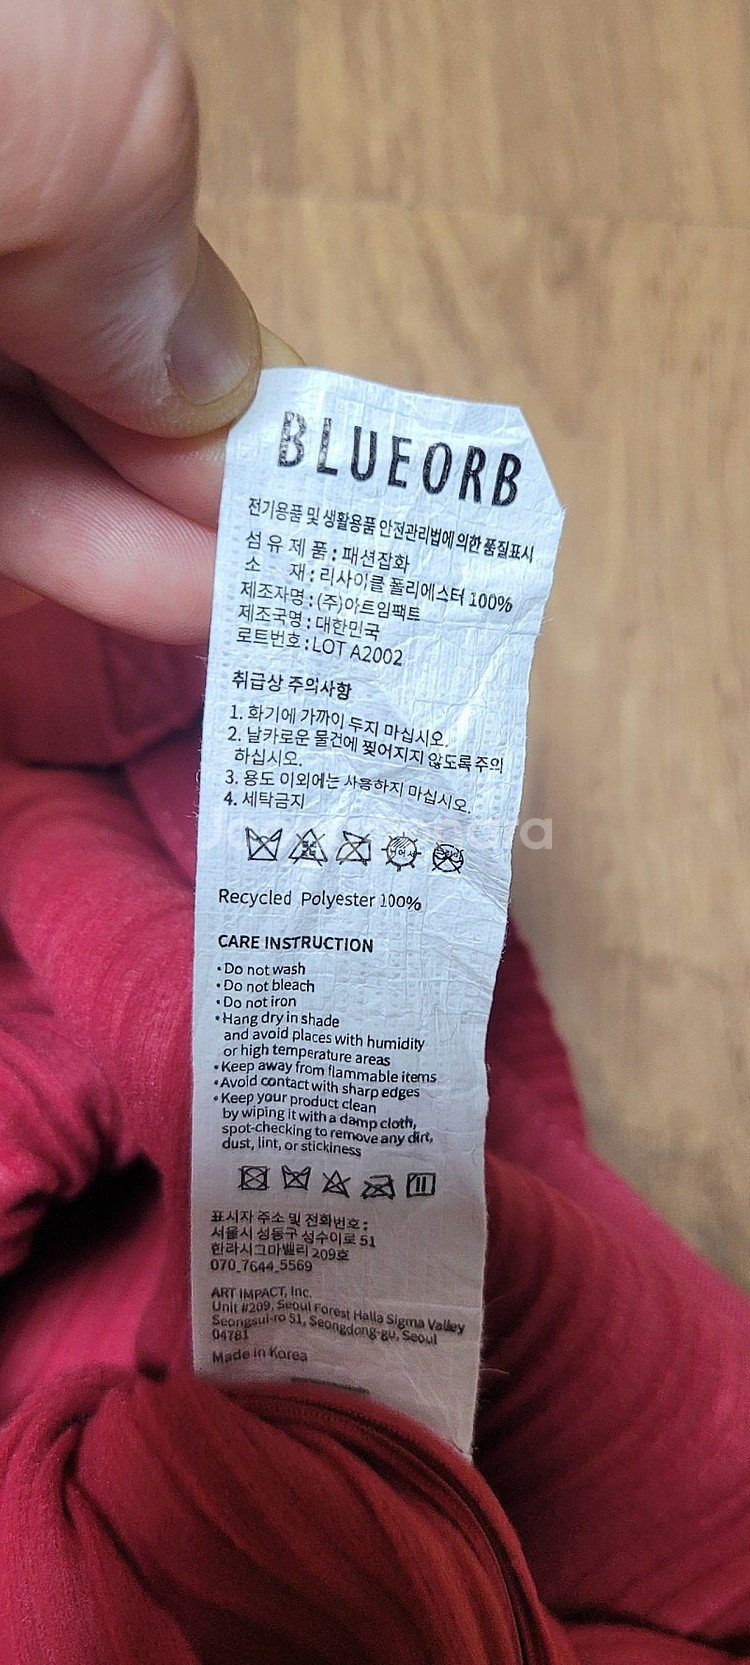 BLUEORB
전기용품 및 생활용품 안전관리법에 의한 품질표시
섬 유 제 품 : 패션잡화
소 재 : 리사이클 폴리에스터 100%
제조자명 : (주)아트임팩트
제조국명 : 대한민국
로트번호 : LOT A2002
취급상 주의사항
1. 화기에 가까이 두지 마십시오.
2. 날카로운 물건에 찢어지지 않도록 주의
하십시오.
3. 용도 이외에는 사용하지 마십시오.
4. 세탁금지
Recycled Polyester 100%
CARE INSTRUCTION
• Do not wash
• Do not bleach
• Do not iron
• Hang dry in shade
and avoid places with humidity
or high temperature areas
• Keep away from flammable items
• Avoid contact with sharp edges
• Keep your product clean
by wiping it with a damp cloth,
spot-checking to remove any dirt,
dust, lint, or stickiness
표시자 주소 및 전화번호 :
서울시 성동구 성수이로 51
한라시그마밸리 209호
070_7644_5569
ART IMPACT, Inc.
Unit #209, Seoul Forest Halla Sigma Valley
Seongsui-ro 51, Seongdong-gu, Seoul
04781
Made in Korea